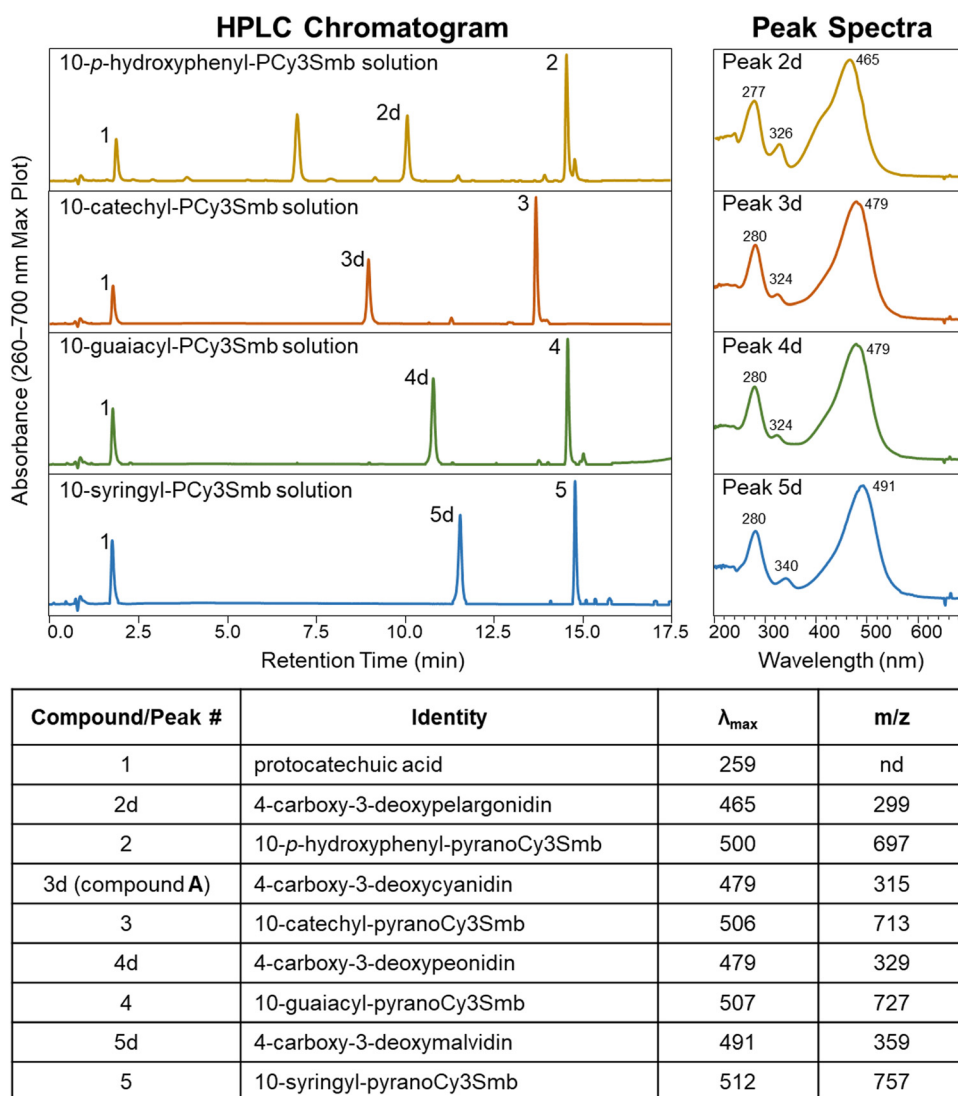 HPLC Chromatogram
Peak Spectra
Absorbance (260–700 nm Max Plot)
10-p-hydroxyphenyl-PCy3Smb solution
1
2d
2
Peak 2d
277
326
465
10-catechyl-PCy3Smb solution
1
3d
3
Peak 3d
280
324
479
10-guaiacyl-PCy3Smb solution
1
4d
4
Peak 4d
280
324
479
10-syringyl-PCy3Smb solution
1
5d
5
Peak 5d
280
340
491
0.0 2.5 5.0 7.5 10.0 12.5 15.0 17.5
Retention Time (min)
200 300 400 500 600
Wavelength (nm)
Compound/Peak # Identity λmax m/z
1 protocatechuic acid 259 nd
2d 4-carboxy-3-deoxypelargonidin 465 299
2 10-p-hydroxyphenyl-pyranoCy3Smb 500 697
3d (compound A) 4-carboxy-3-deoxycyanidin 479 315
3 10-catechyl-pyranoCy3Smb 506 713
4d 4-carboxy-3-deoxypeonidin 479 329
4 10-guaiacyl-pyranoCy3Smb 507 727
5d 4-carboxy-3-deoxymalvidin 491 359
5 10-syringyl-pyranoCy3Smb 512 757